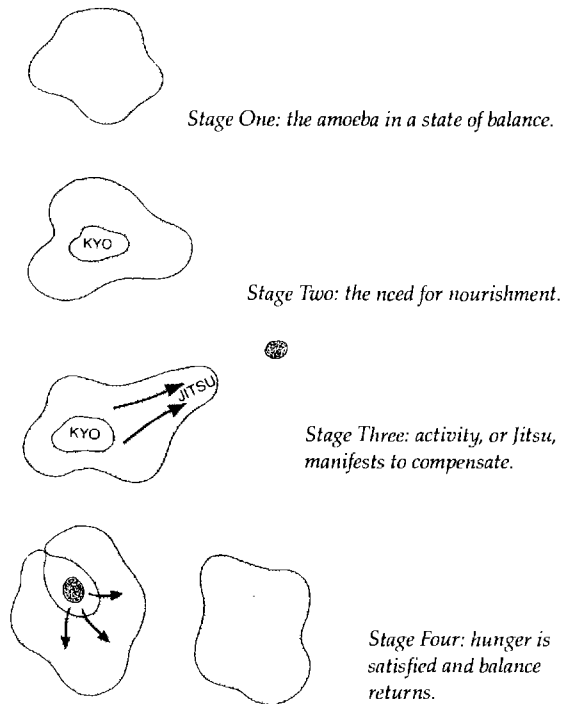 Stage One: the amoeba in a state of balance.
KYO
Stage Two: the need for nourishment.
JITSU
KYO
Stage Three: activity, or Jitsu,
manifests to compensate.
Stage Four: hunger is
satisfied and balance
returns.